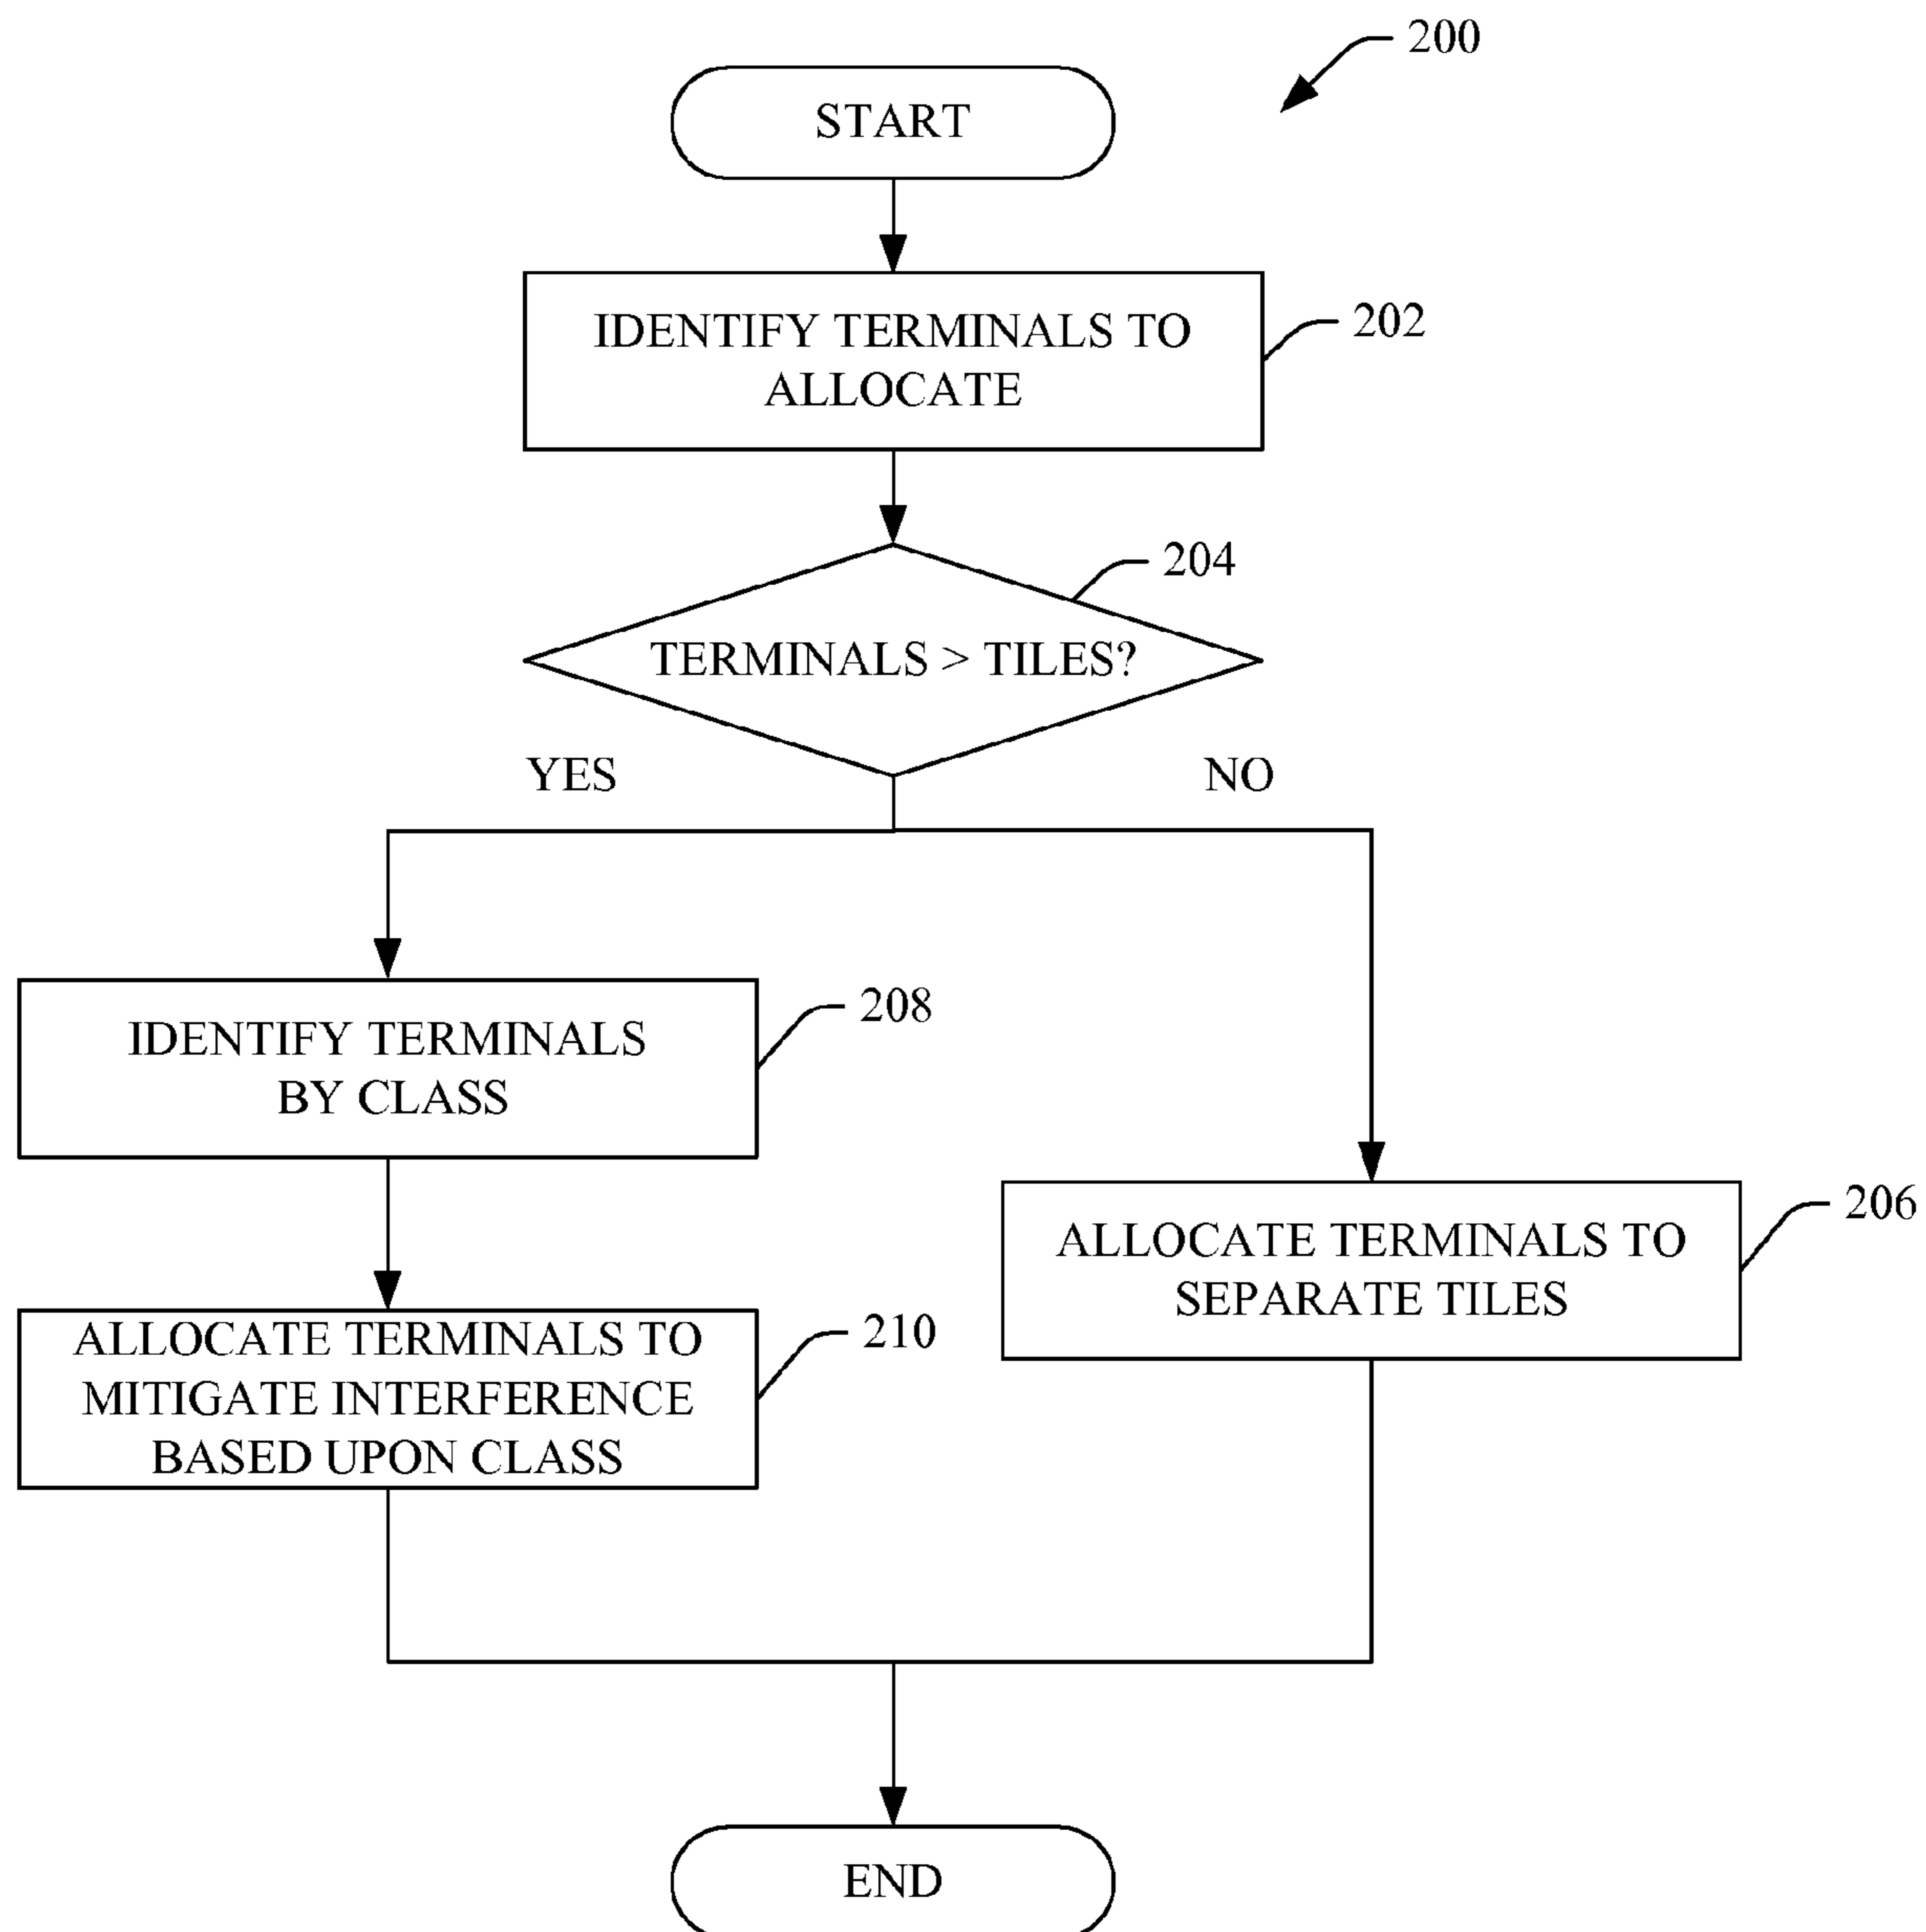 200
START
IDENTIFY TERMINALS TO
ALLOCATE
202
204
TERMINALS > TILES?
YES
NO
IDENTIFY TERMINALS
BY CLASS
208
ALLOCATE TERMINALS TO
SEPARATE TILES
206
ALLOCATE TERMINALS TO
MITIGATE INTERFERENCE
BASED UPON CLASS
210
END